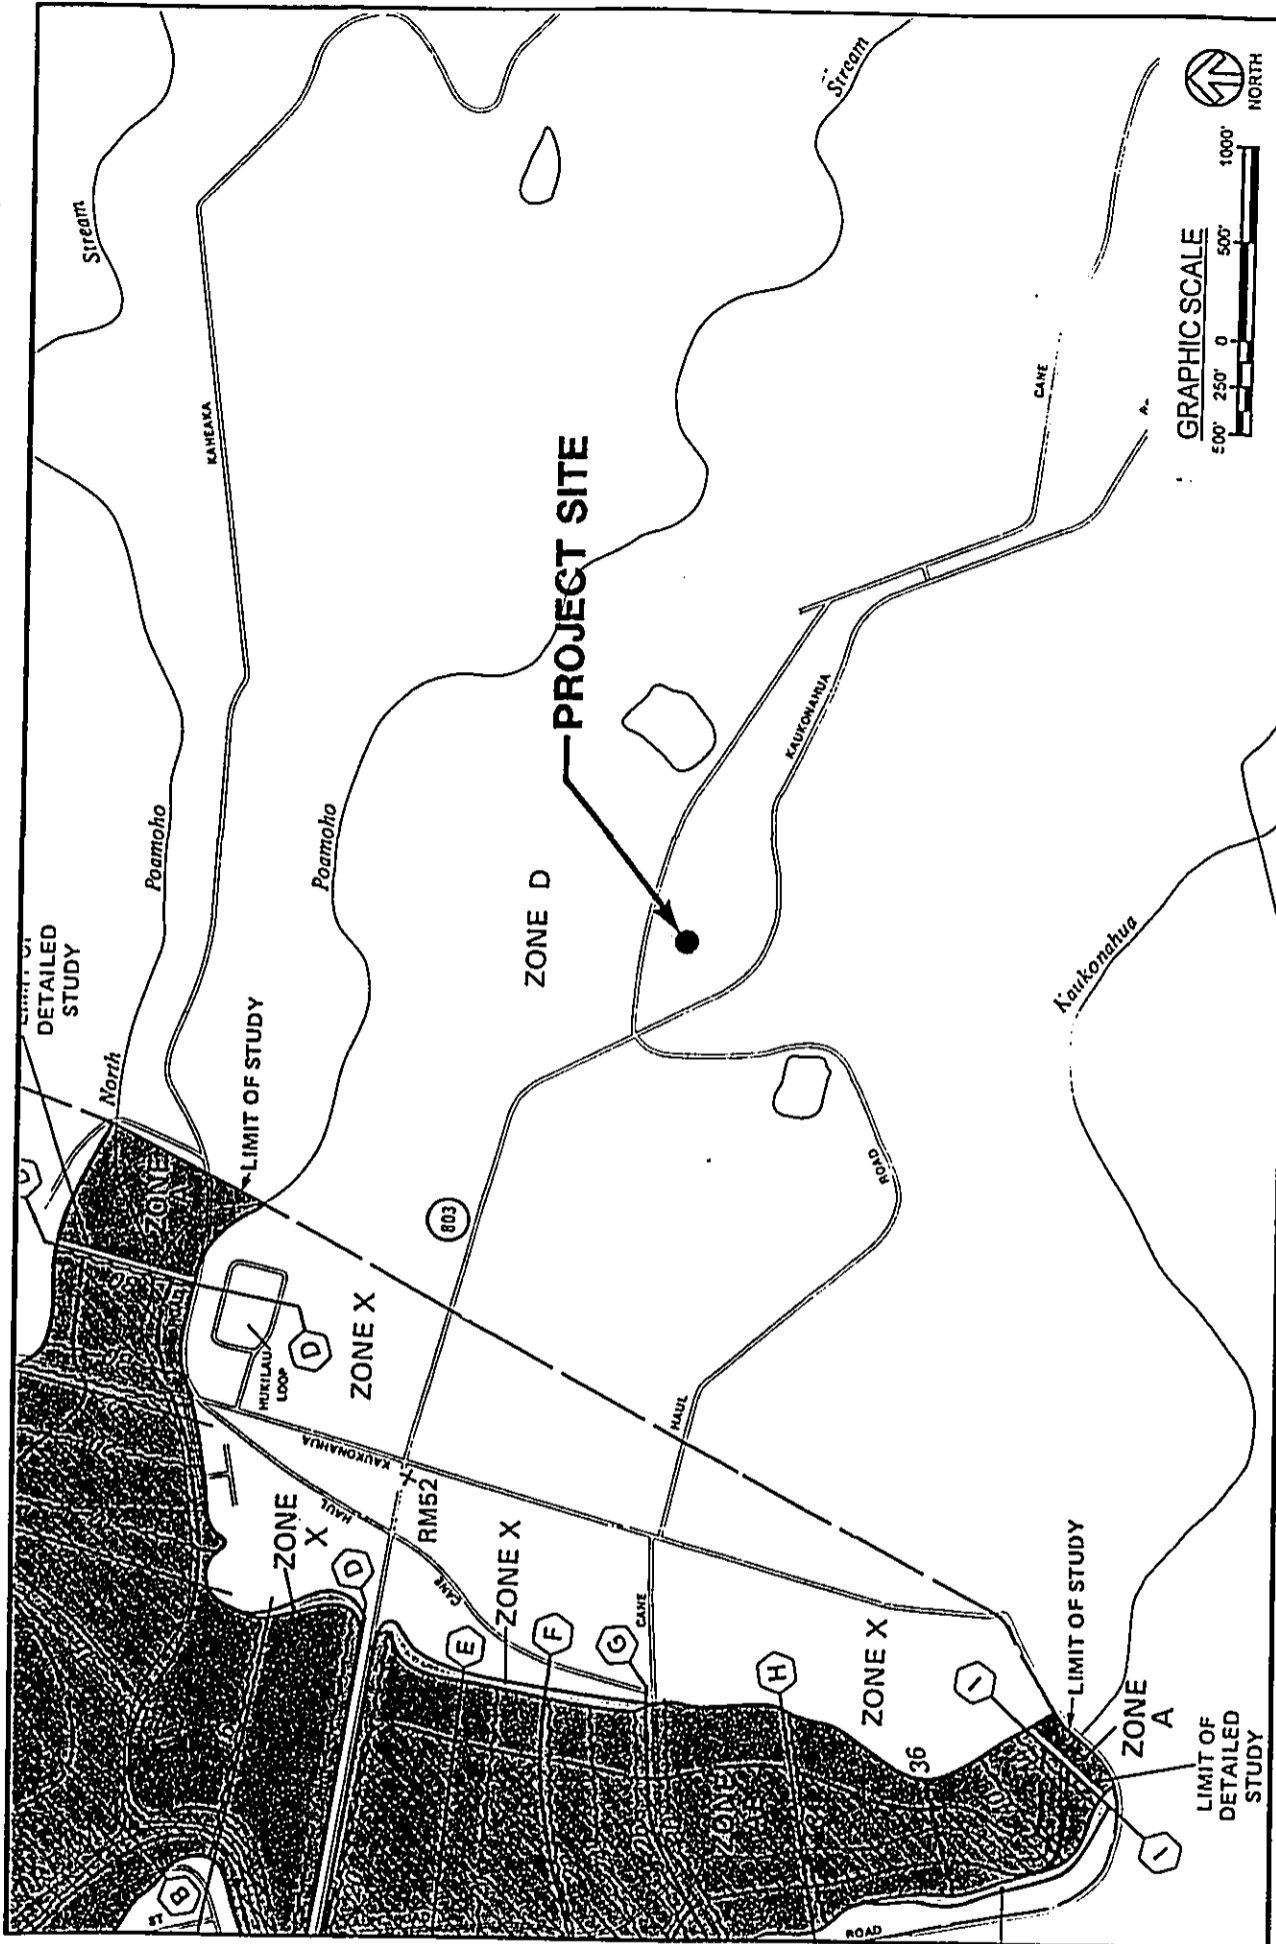 Stream
Stream
NORTH
GRAPHIC SCALE
500' 250' 0 500' 1000'
KAHEAKA
CANE
PROJECT SITE
KAUKONAHUA
Poamoho
Poamoho
ZONE D
Kaukonahua
DETAILED
STUDY
North
LIMIT OF STUDY
ZONE
A
803
ROAD
HUKILAU
LOOP
D
ZONE X
KAUKONAHUA
HAUL
HAUL
RM52
ZONE
X
D
CANE
ZONE X
E
F
G
CANE
H
ZONE X
ZONE
36
I
LIMIT OF STUDY
ZONE
A
LIMIT OF
DETAILED
STUDY
I
B
ST
ROAD